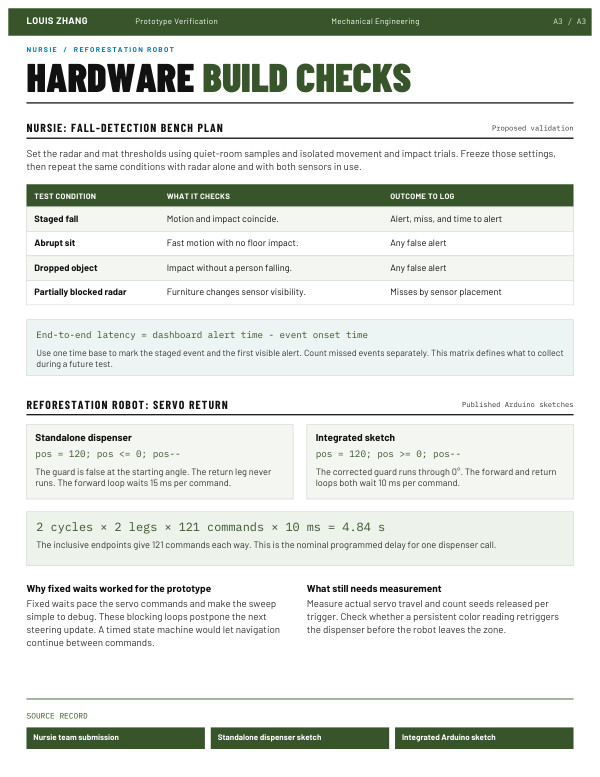 LOUIS ZHANG Prototype Verification Mechanical Engineering A3 / A3
NURSIE / REFORESTATION ROBOT
HARDWARE BUILD CHECKS
NURSIE: FALL-DETECTION BENCH PLAN Proposed validation
Set the radar and mat thresholds using quiet-room samples and isolated movement and impact trials. Freeze those settings,
then repeat the same conditions with radar alone and with both sensors in use.
TEST CONDITION WHAT IT CHECKS OUTCOME TO LOG
Staged fall Motion and impact coincide. Alert, miss, and time to alert
Abrupt sit Fast motion with no floor impact. Any false alert
Dropped object Impact without a person falling. Any false alert
Partially blocked radar Furniture changes sensor visibility. Misses by sensor placement
End-to-end latency = dashboard alert time - event onset time
Use one time base to mark the staged event and the first visible alert. Count missed events separately. This matrix defines what to collect
during a future test.
REFORESTATION ROBOT: SERVO RETURN Published Arduino sketches
Standalone dispenser
pos = 120; pos <= 0; pos--
The guard is false at the starting angle. The return leg never
runs. The forward loop waits 15 ms per command.
Integrated sketch
pos = 120; pos >= 0; pos--
The corrected guard runs through 0°. The forward and return
loops both wait 10 ms per command.
2 cycles × 2 legs × 121 commands × 10 ms = 4.84 s
The inclusive endpoints give 121 commands each way. This is the nominal programmed delay for one dispenser call.
Why fixed waits worked for the prototype
Fixed waits pace the servo commands and make the sweep
simple to debug. These blocking loops postpone the next
steering update. A timed state machine would let navigation
continue between commands.
What still needs measurement
Measure actual servo travel and count seeds released per
trigger. Check whether a persistent color reading retriggers
the dispenser before the robot leaves the zone.
SOURCE RECORD
Nursie team submission Standalone dispenser sketch Integrated Arduino sketch